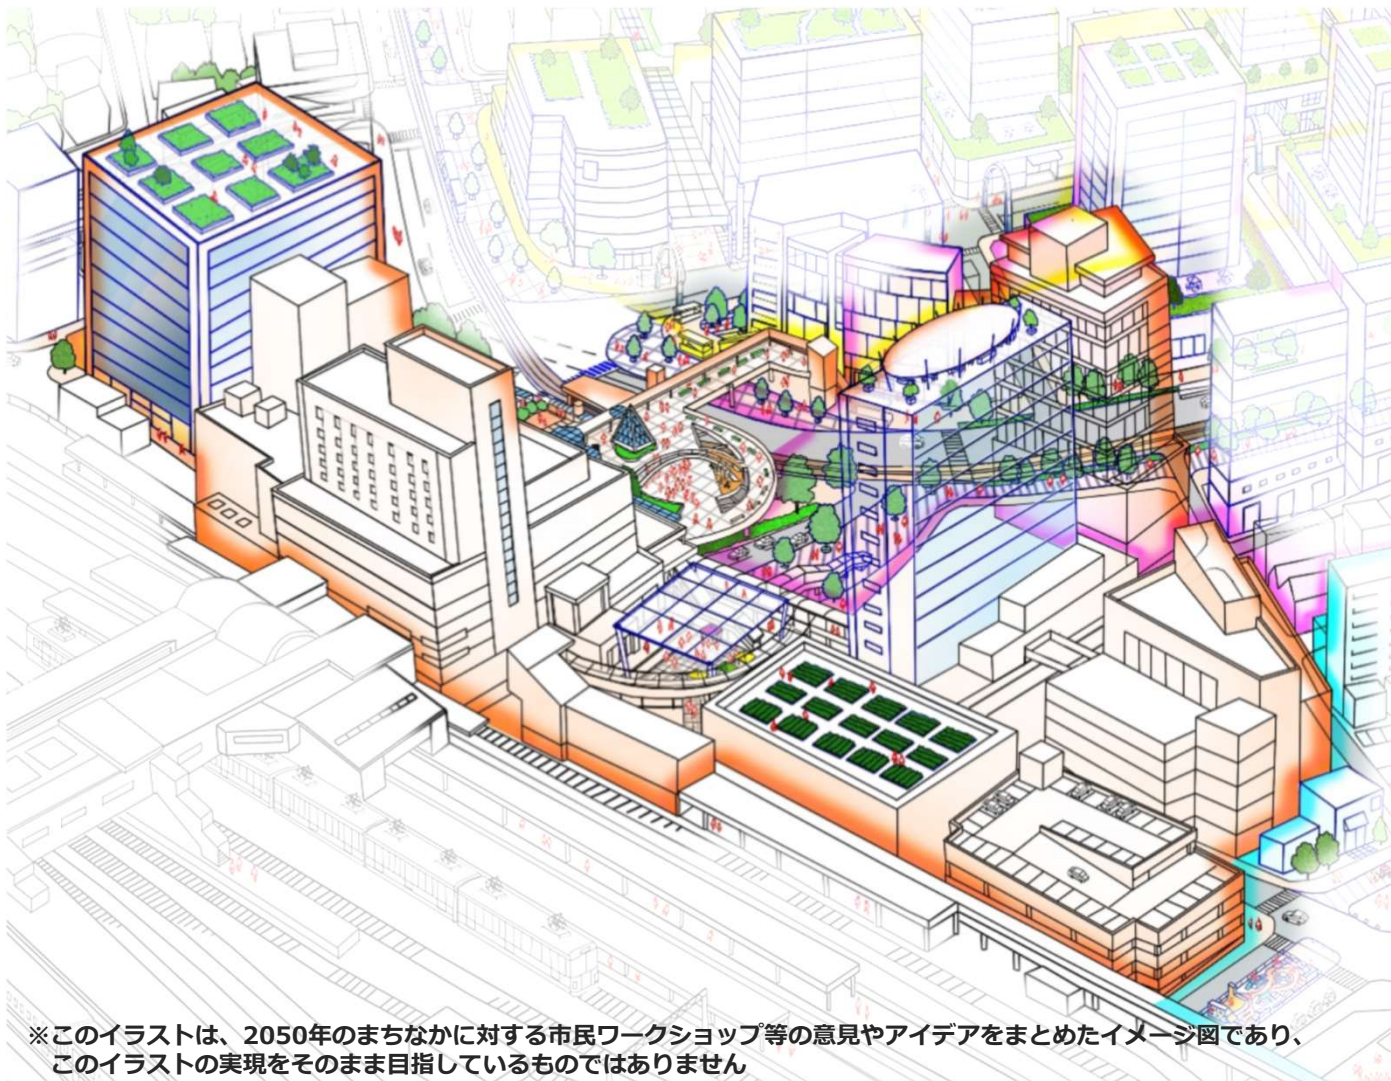 ※このイラストは、2050年のまちなかに対する市民ワークショップ等の意見やアイデアをまとめたイメージ図であり、
このイラストの実現をそのまま目指しているものではありません